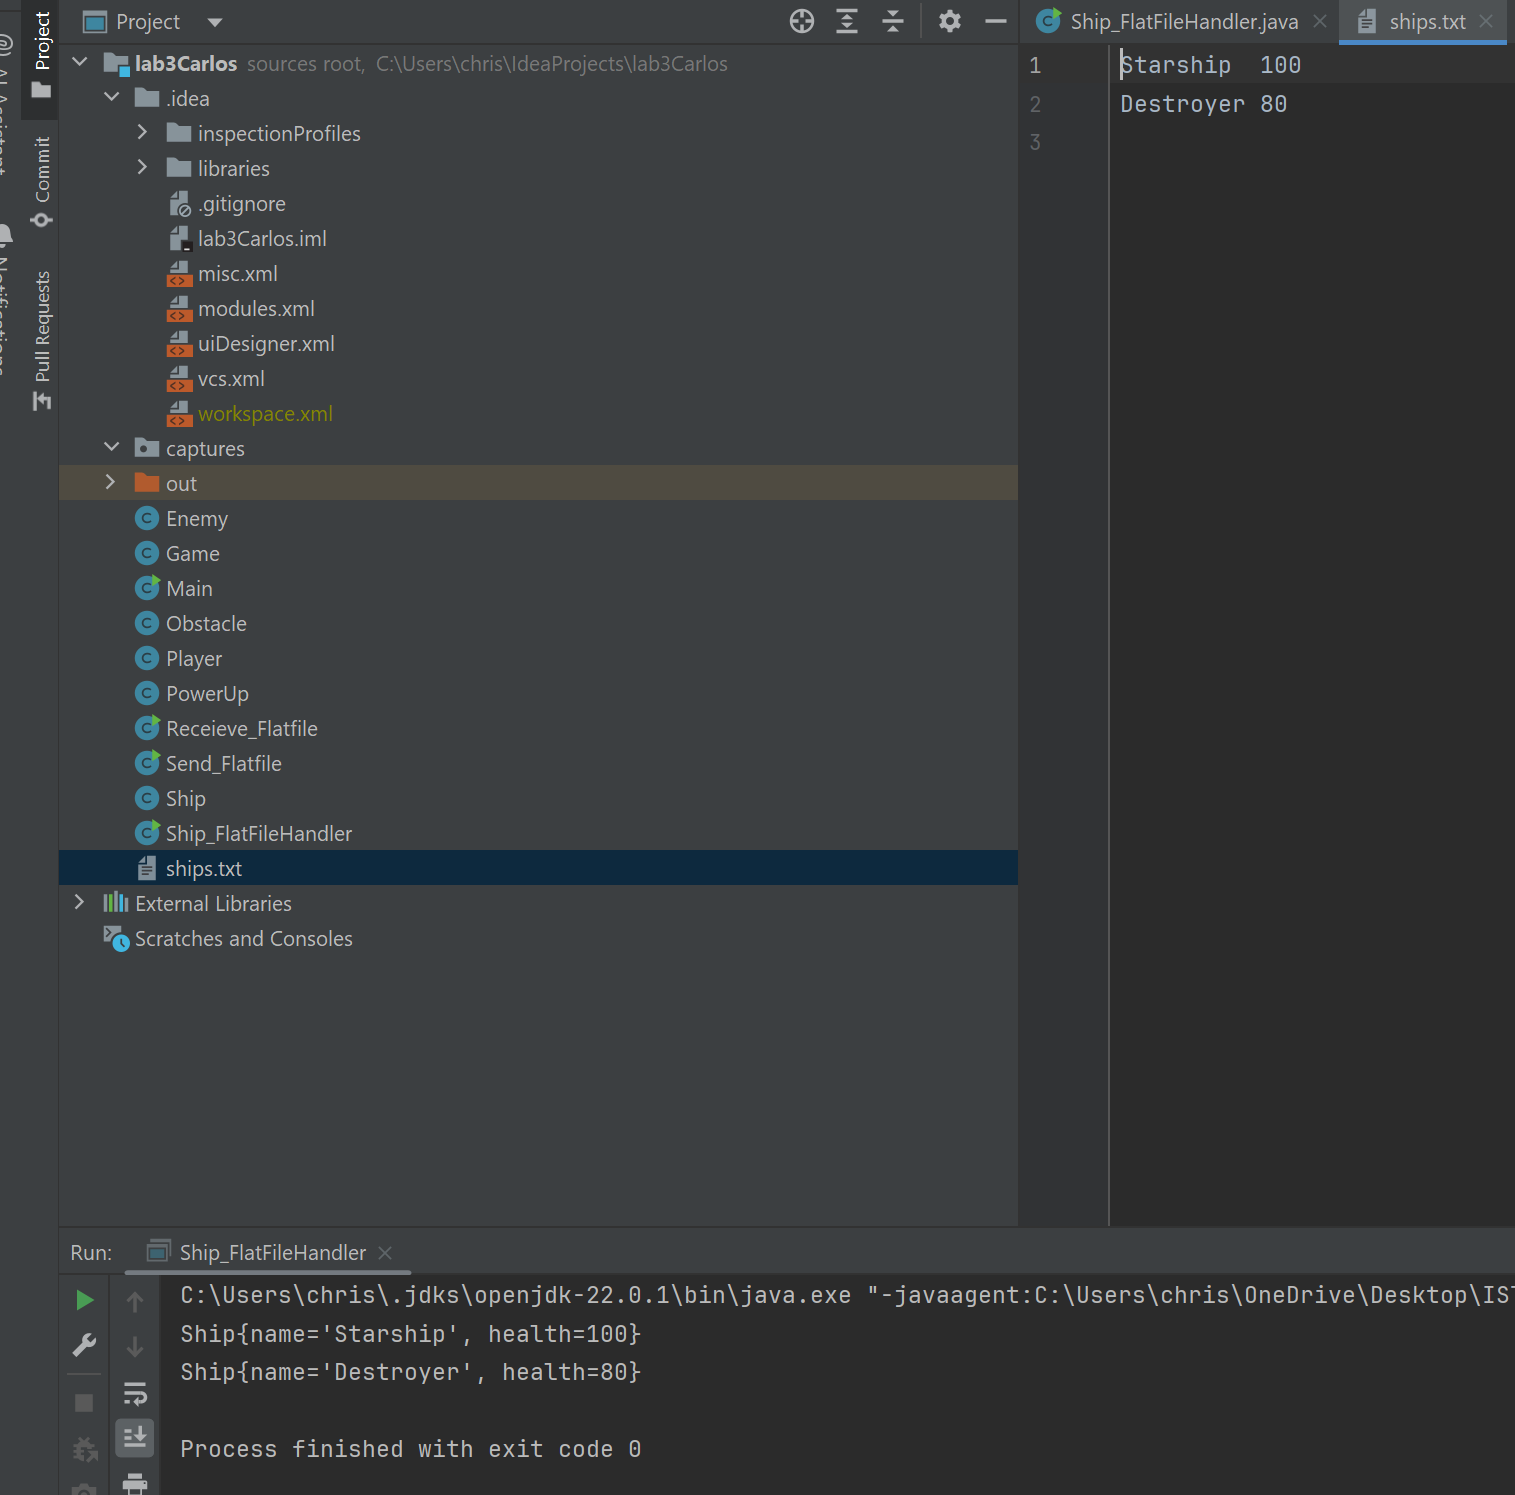 Project
Ship_FlatFileHandler.java
ships.txt
Project
Commit
Pull Requests
lab3Carlos sources root, C:\Users\chris\IdeaProjects\lab3Carlos
.idea
inspectionProfiles
libraries
.gitignore
lab3Carlos.iml
misc.xml
modules.xml
uiDesigner.xml
vcs.xml
workspace.xml
captures
out
Enemy
Game
Main
Obstacle
Player
PowerUp
Receieve_Flatfile
Send_Flatfile
Ship
Ship_FlatFileHandler
ships.txt
External Libraries
Scratches and Consoles
1 Starship  100
2 Destroyer 80
3
Run: Ship_FlatFileHandler
C:\Users\chris\.jdks\openjdk-22.0.1\bin\java.exe "-javaagent:C:\Users\chris\OneDrive\Desktop\IST
Ship{name='Starship', health=100}
Ship{name='Destroyer', health=80}
Process finished with exit code 0